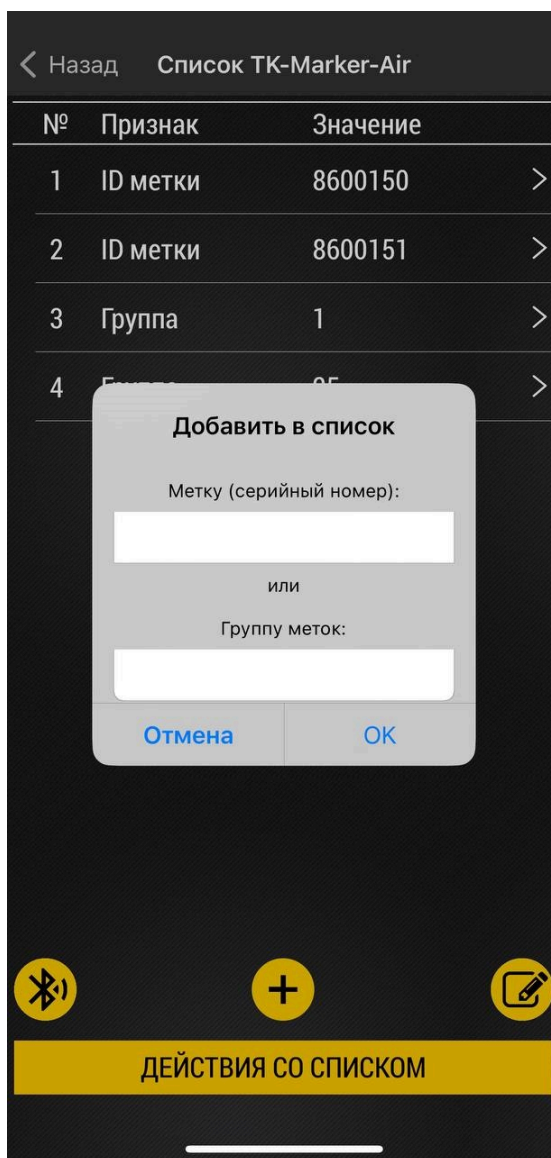 Назад Список TK-Marker-Air
№ Признак Значение
1 ID метки 8600150
2 ID метки 8600151
3 Группа 1
4
Добавить в список
Метку (серийный номер):
или
Группу меток:
Отмена OK
ДЕЙСТВИЯ СО СПИСКОМ